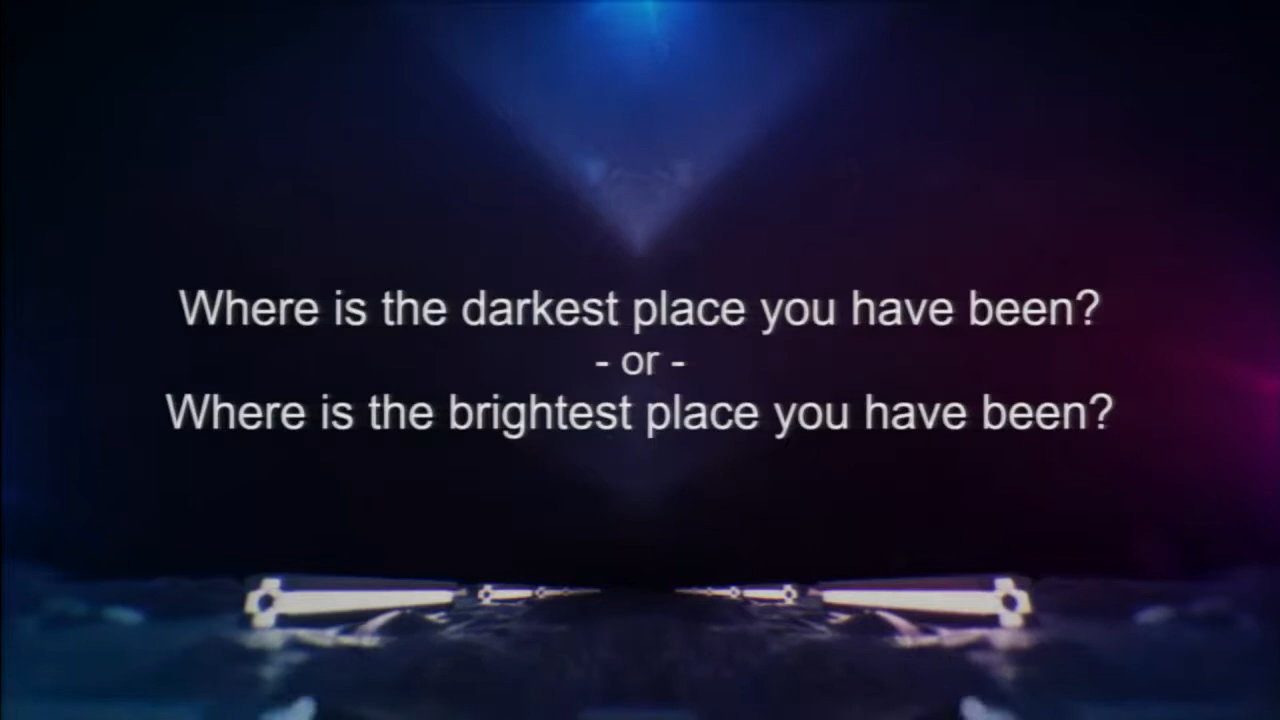 Where is the darkest place you have been?
- or -
Where is the brightest place you have been?